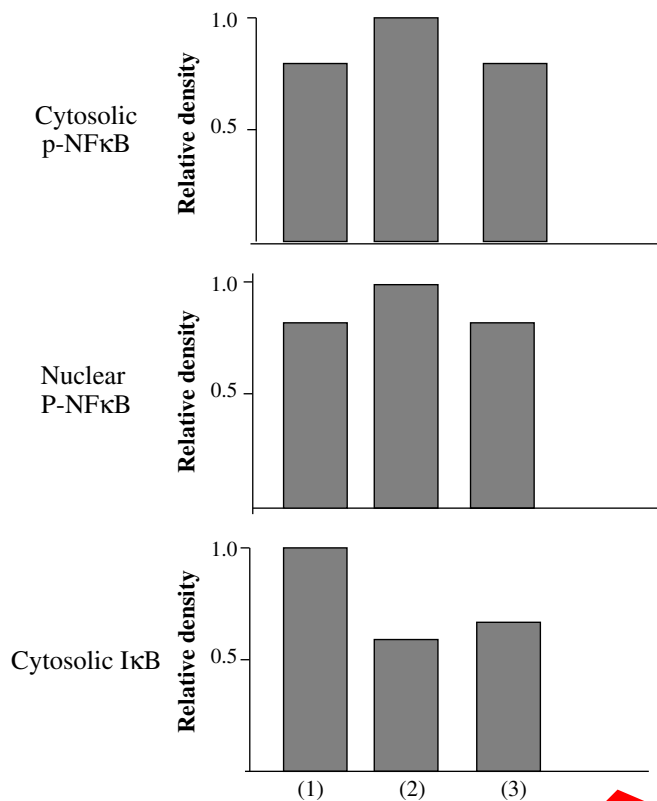 1.0
Cytosolic
p-NFκB
Relative density
0.5
1.0
Nuclear
P-NFκB
Relative density
0.5
1.0
Cytosolic IκB
Relative density
0.5
(1) (2) (3)